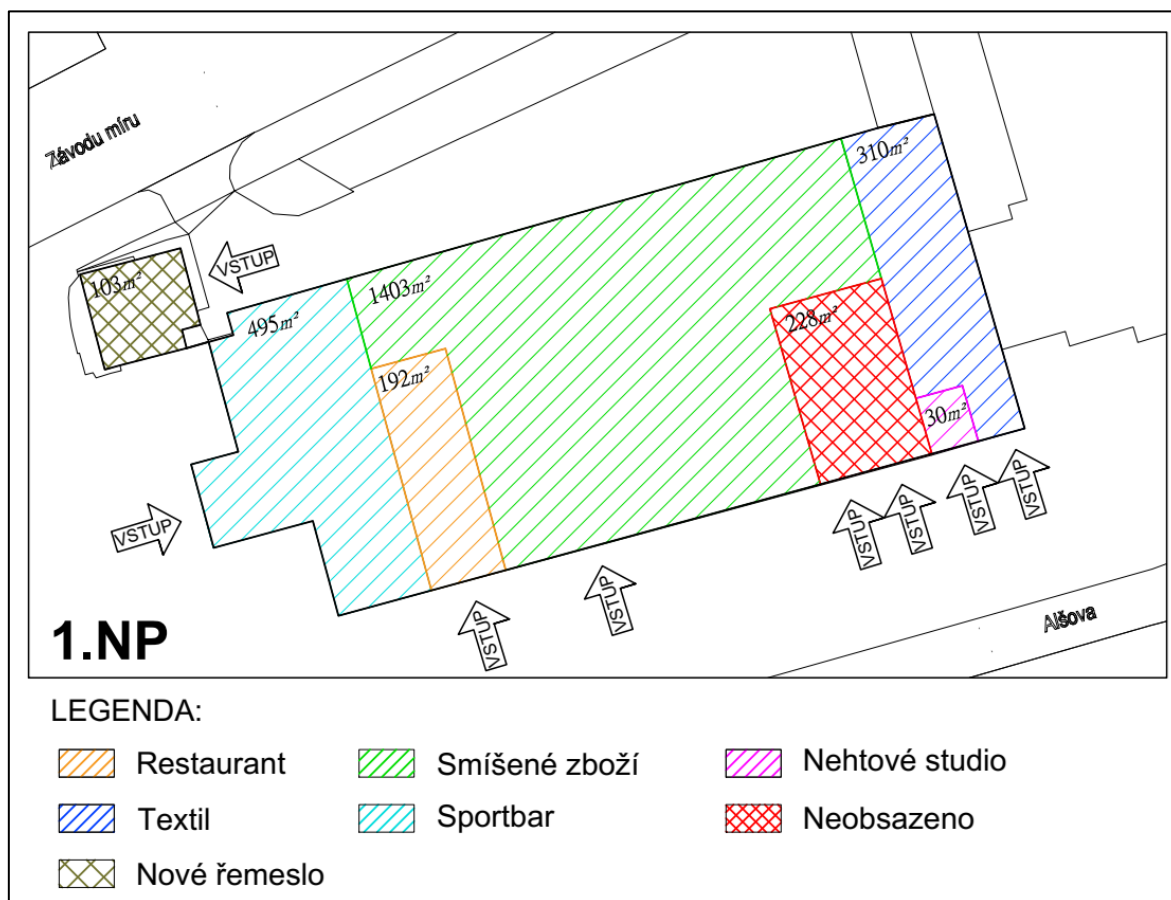 Závodu míru
310m²
103m²
VSTUP
1403m²
495m²
228m²
192m²
30m²
VSTUP
VSTUP
VSTUP
VSTUP
VSTUP
VSTUP
VSTUP
Alšova
1.NP
LEGENDA:
Restaurant
Smíšené zboží
Nehtové studio
Textil
Sportbar
Neobsazeno
Nové řemeslo